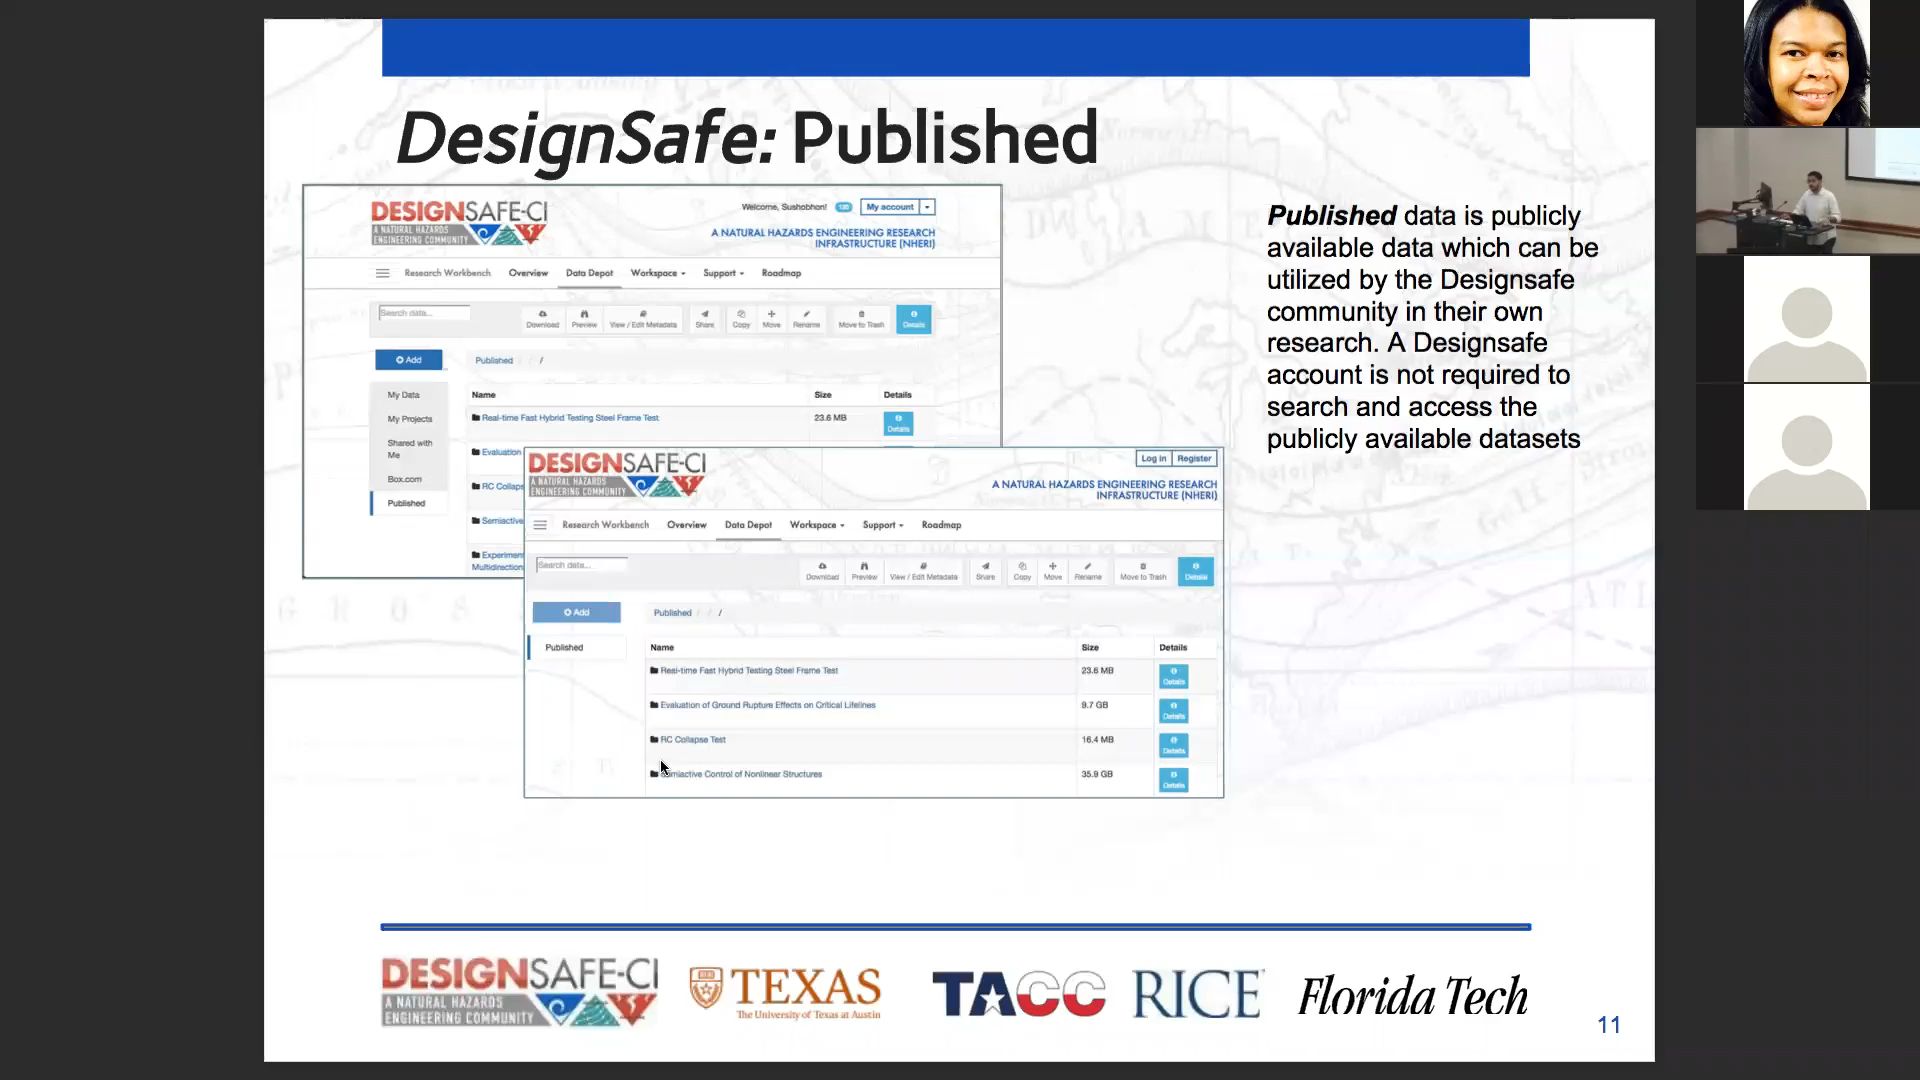 DesignSafe: Published
DESIGNSAFE-CI
A NATURAL HAZARDS
ENGINEERING COMMUNITY
Welcome, Sushobhon!
My account
A NATURAL HAZARDS ENGINEERING RESEARCH
INFRASTRUCTURE (NHERI)
Research Workbench Overview Data Depot Workspace Support Roadmap
Search data...
Download Preview View / Edit Metadata Share Copy Move Rename Move to Trash Details
Add
Published / /
My Data
My Projects
Shared with
Me
Box.com
Published
Name Size Details
Real-time Fast Hybrid Testing Steel Frame Test 23.6 MB Details
Evaluation
RC Collaps
Semiactive
Experimen
Multidirection
DESIGNSAFE-CI
A NATURAL HAZARDS
ENGINEERING COMMUNITY
Log in Register
A NATURAL HAZARDS ENGINEERING RESEARCH
INFRASTRUCTURE (NHERI)
Research Workbench Overview Data Depot Workspace Support Roadmap
Search data...
Download Preview View / Edit Metadata Share Copy Move Rename Move to Trash Details
Add
Published / / /
Published
Name Size Details
Real-time Fast Hybrid Testing Steel Frame Test 23.6 MB Details
Evaluation of Ground Rupture Effects on Critical Lifelines 9.7 GB Details
RC Collapse Test 16.4 MB Details
Semiactive Control of Nonlinear Structures 35.9 GB Details
Published data is publicly
available data which can be
utilized by the Designsafe
community in their own
research. A Designsafe
account is not required to
search and access the
publicly available datasets
DESIGNSAFE-CI
A NATURAL HAZARDS
ENGINEERING COMMUNITY
TEXAS
The University of Texas at Austin
TACC
RICE
Florida Tech
11